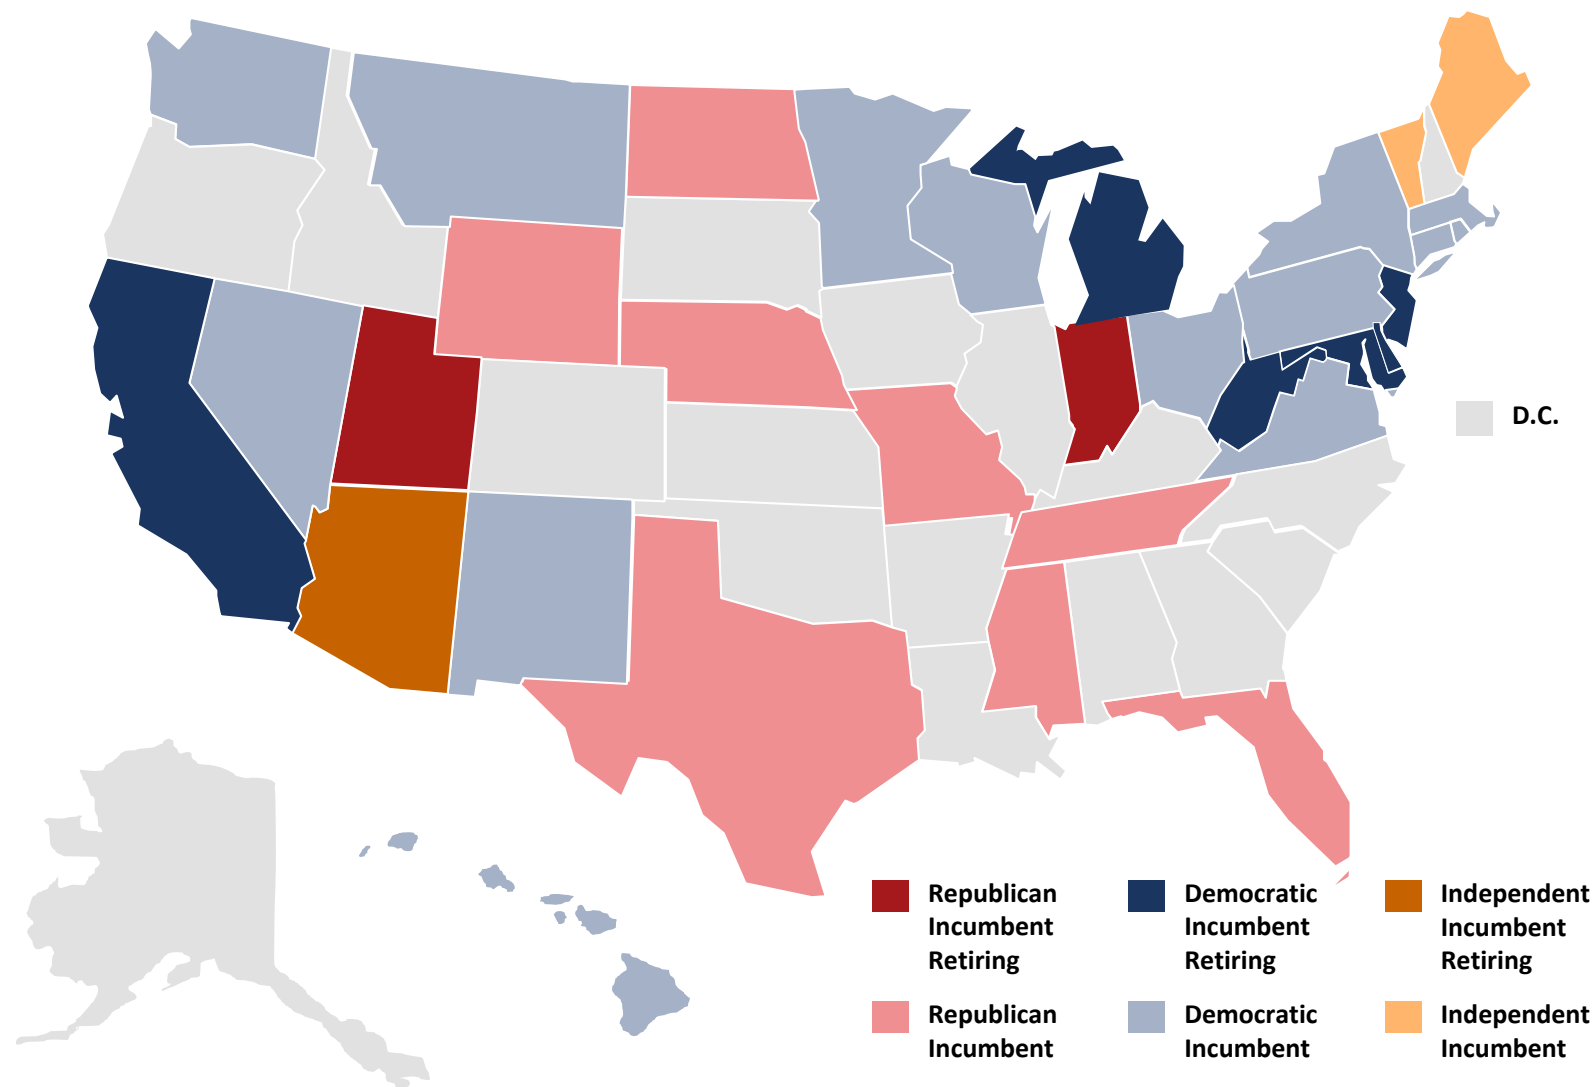 D.C.
Republican
Incumbent
Retiring
Democratic
Incumbent
Retiring
Independent
Incumbent
Retiring
Republican
Incumbent
Democratic
Incumbent
Independent
Incumbent